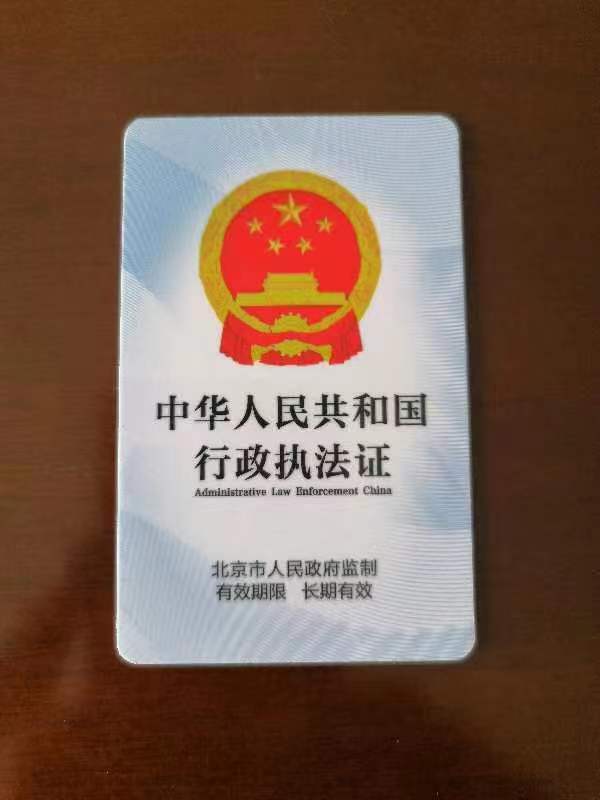 中华人民共和国
行政执法证
Administrative Law Enforcement China
北京市人民政府监制
有效期限 长期有效